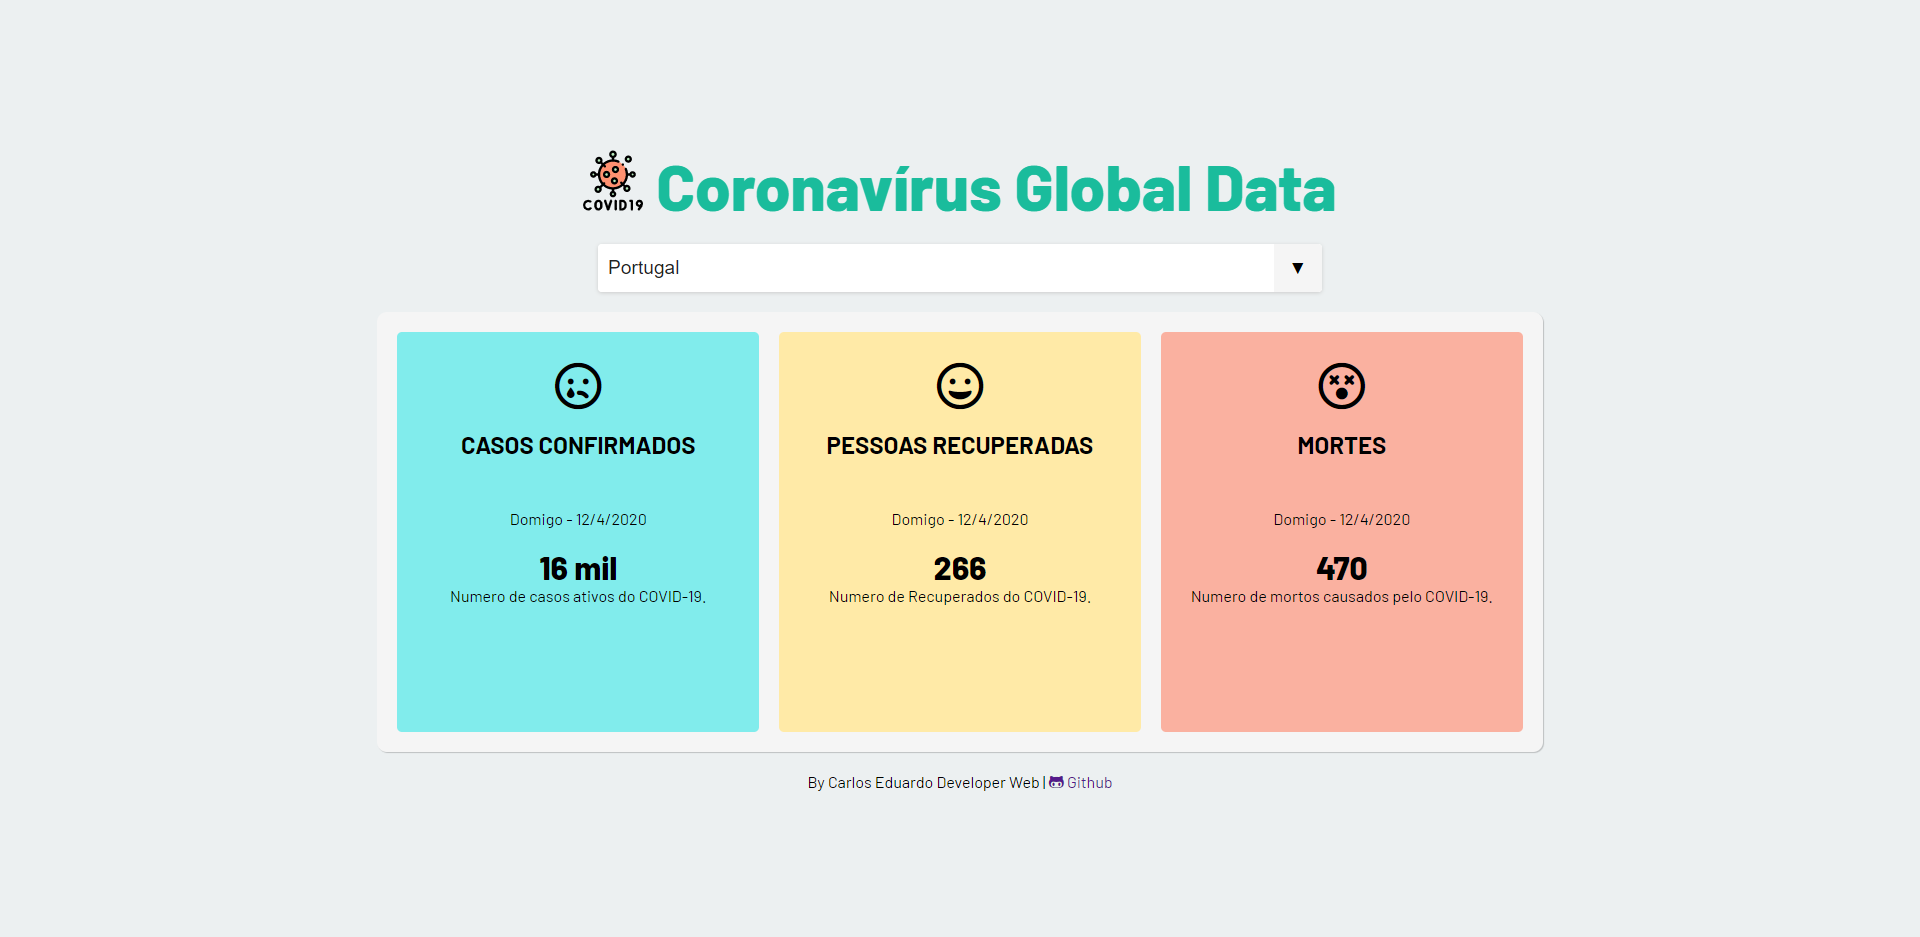 COVID19
Coronavírus Global Data
Portugal
CASOS CONFIRMADOS
Domigo - 12/4/2020
16 mil
Numero de casos ativos do COVID-19.
PESSOAS RECUPERADAS
Domigo - 12/4/2020
266
Numero de Recuperados do COVID-19.
MORTES
Domigo - 12/4/2020
470
Numero de mortos causados pelo COVID-19.
By Carlos Eduardo Developer Web | Github